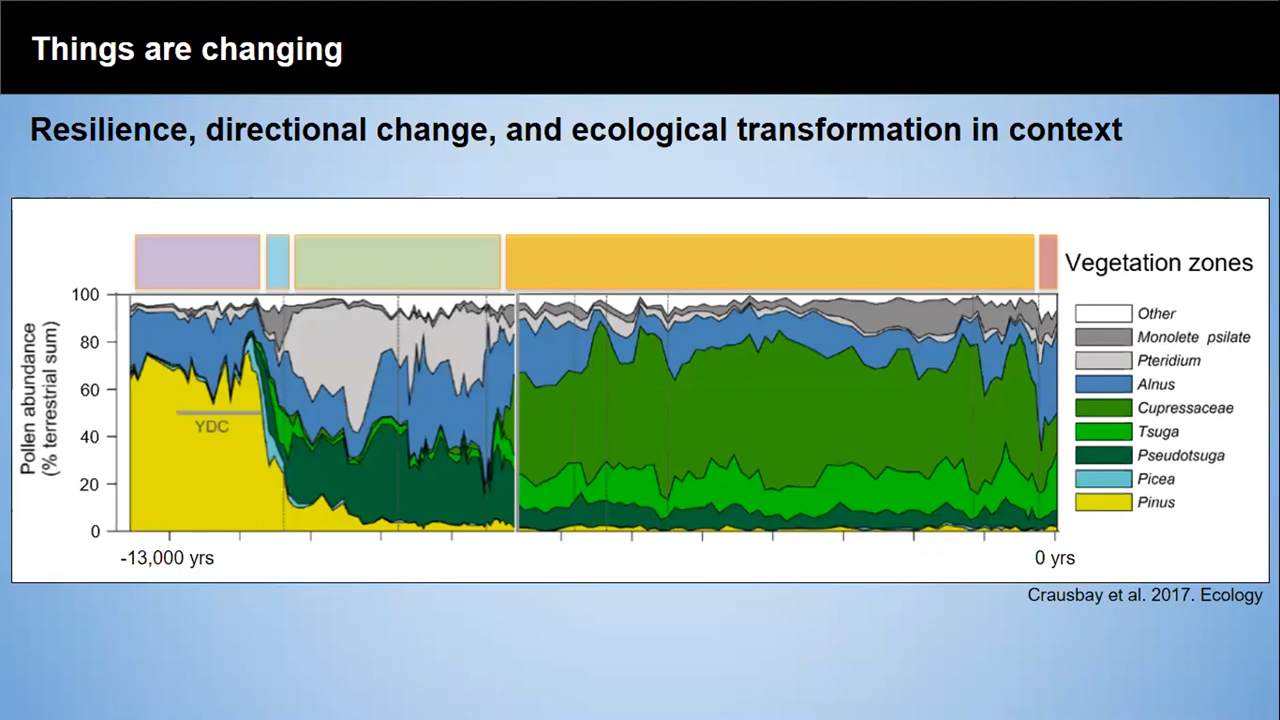 Things are changing
Resilience, directional change, and ecological transformation in context
Vegetation zones
Pollen abundance
(% terrestrial sum)
100
80
60
40
20
0
YDC
Other
Monolete psilate
Pteridium
Alnus
Cupressaceae
Tsuga
Pseudotsuga
Picea
Pinus
-13,000 yrs
0 yrs
Crausbay et al. 2017. Ecology